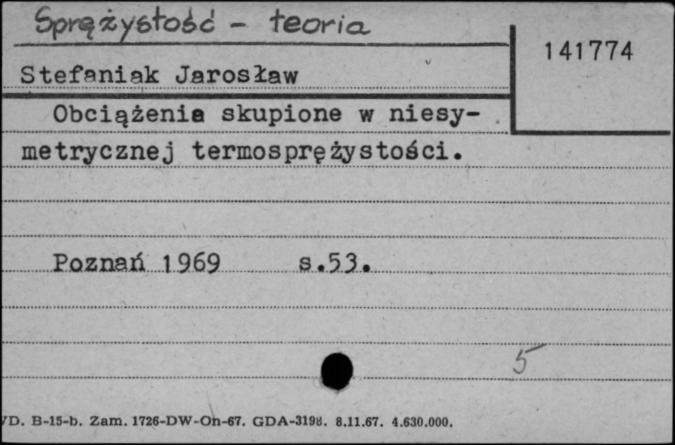 Sprężystość - teoria
141774
Stefaniak Jarosław
Obciążenia skupione w niesy-
metrycznej termosprężystości.
Poznań 1969 s.53.
5
D. B-15-b. Zam. 1726-DW-On-67. GDA-3198. 8.11.67. 4.630.000.